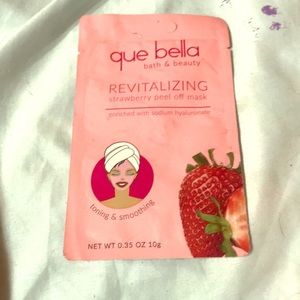 que bella
bath & beauty
REVITALIZING
strawberry peel off mask
enriched with sodium hyaluronate
toning & smoothing
NET WT 0.35 OZ 10g